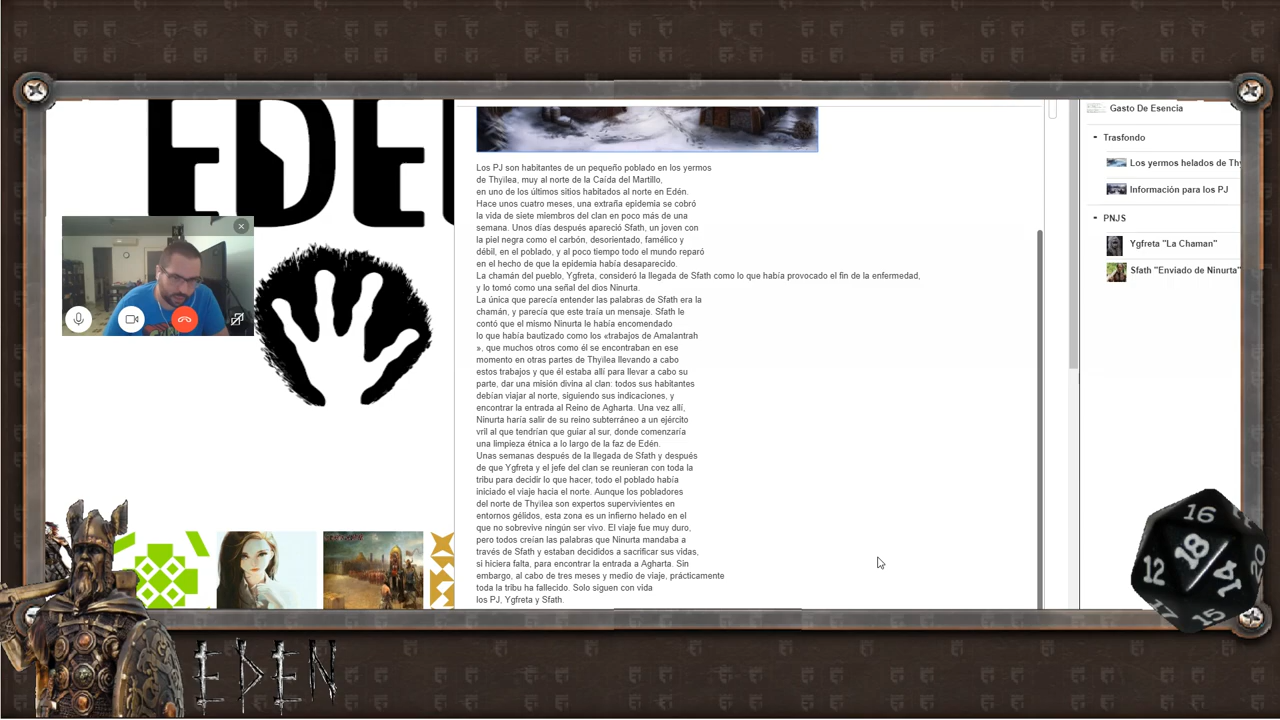 EDE
Los PJ son habitantes de un pequeño poblado en los yermos
de Thyïlea, muy al norte de la Caída del Martillo,
en uno de los últimos sitios habitados al norte en Edén.
Hace unos cuatro meses, una extraña epidemia se cobró
la vida de siete miembros del clan en poco más de una
semana. Unos días después apareció Sfath, un joven con
la piel negra como el carbón, desorientado, famélico y
débil, en el poblado, y al poco tiempo todo el mundo reparó
en el hecho de que la epidemia había desaparecido.
La chamán del pueblo, Ygfreta, consideró la llegada de Sfath como lo que había provocado el fin de la enfermedad,
y lo tomó como una señal del dios Ninurta.
La única que parecía entender las palabras de Sfath era la
chamán, y parecía que este traía un mensaje. Sfath le
contó que el mismo Ninurta le había encomendado
lo que había bautizado como los «trabajos de Amalantrah
», que muchos otros como él se encontraban en ese
momento en otras partes de Thyïlea llevando a cabo
estos trabajos y que él estaba allí para llevar a cabo su
parte, dar una misión divina al clan: todos sus habitantes
debían viajar al norte, siguiendo sus indicaciones, y
encontrar la entrada al Reino de Agharta. Una vez allí,
Ninurta haría salir de su reino subterráneo a un ejército
vril al que tendrían que guiar al sur, donde comenzaría
una limpieza étnica a lo largo de la faz de Edén.
Unas semanas después de la llegada de Sfath y después
de que Ygfreta y el jefe del clan se reunieran con toda la
tribu para decidir lo que hacer, todo el poblado había
iniciado el viaje hacia el norte. Aunque los pobladores
del norte de Thyïlea son expertos supervivientes en
entornos gélidos, esta zona es un infierno helado en el
que no sobrevive ningún ser vivo. El viaje fue muy duro,
pero todos creían las palabras que Ninurta mandaba a
través de Sfath y estaban decididos a sacrificar sus vidas,
si hiciera falta, para encontrar la entrada a Agharta. Sin
embargo, al cabo de tres meses y medio de viaje, prácticamente
toda la tribu ha fallecido. Solo siguen con vida
los PJ, Ygfreta y Sfath.
Gasto De Esencia
Trasfondo
Los yermos helados de Thy
Información para los PJ
PNJS
Ygfreta "La Chaman"
Sfath "Enviado de Ninurta"
16
18
12
14
20
17
15
EDEN